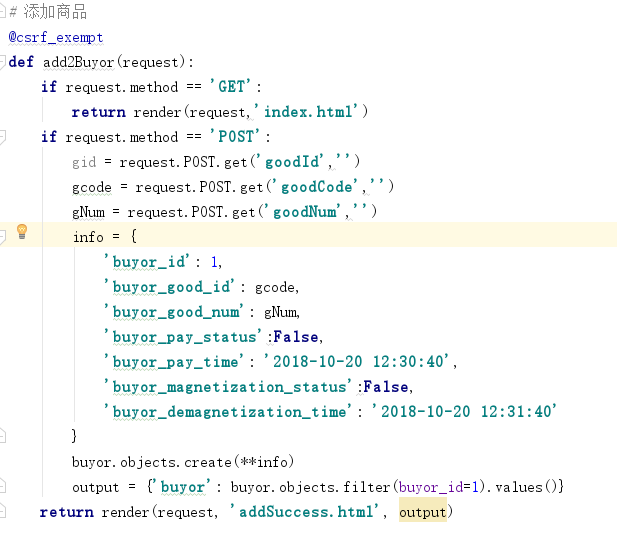 # 添加商品
@csrf_exempt
def add2Buyor(request):
    if request.method == 'GET':
        return render(request,'index.html')
    if request.method == 'POST':
        gid = request.POST.get('goodId','')
        gcode = request.POST.get('goodCode','')
        gNum = request.POST.get('goodNum','')
        info = {
            'buyor_id': 1,
            'buyor_good_id': gcode,
            'buyor_good_num': gNum,
            'buyor_pay_status':False,
            'buyor_pay_time': '2018-10-20 12:30:40',
            'buyor_magnetization_status':False,
            'buyor_demagnetization_time': '2018-10-20 12:31:40'
        }
        buyor.objects.create(**info)
        output = {'buyor': buyor.objects.filter(buyor_id=1).values()}
    return render(request, 'addSuccess.html', output)